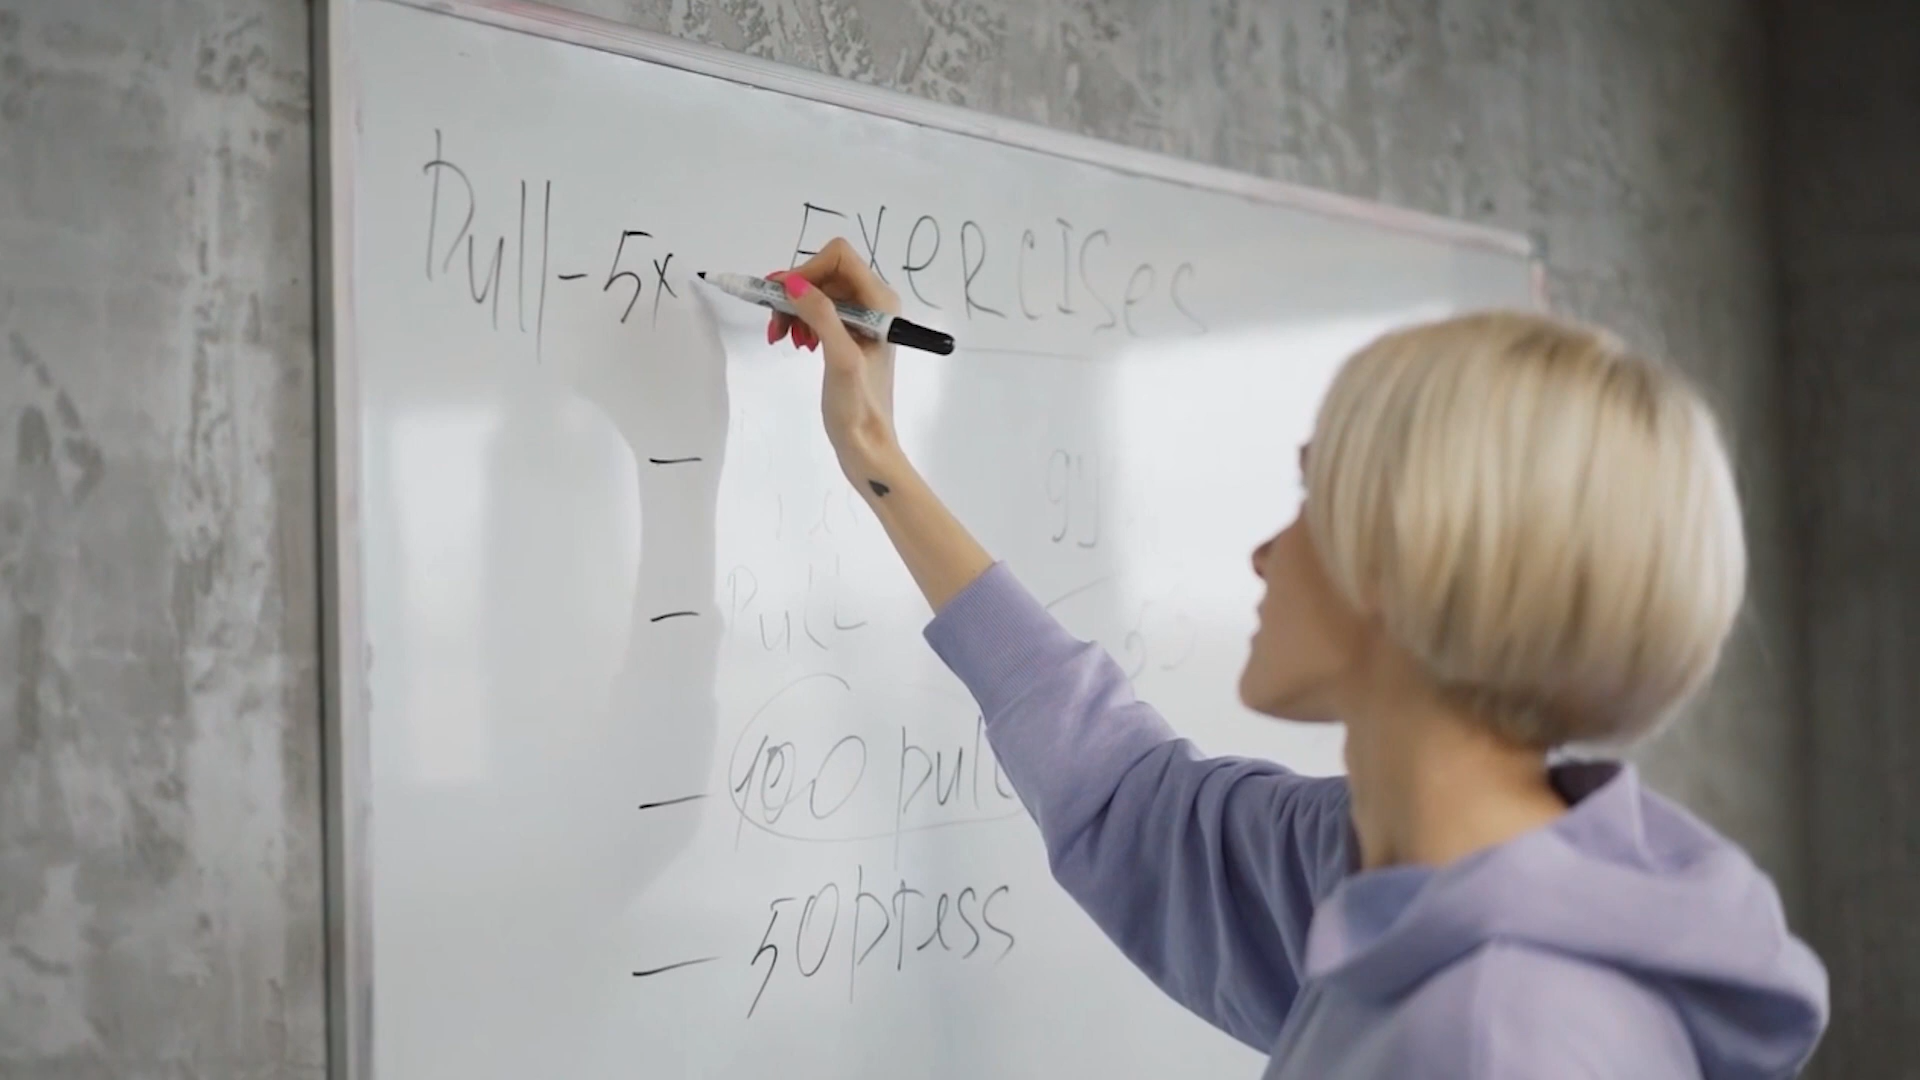 Pull - 5x
Exercises
-
- Pull
- 100 pull
- 50 press